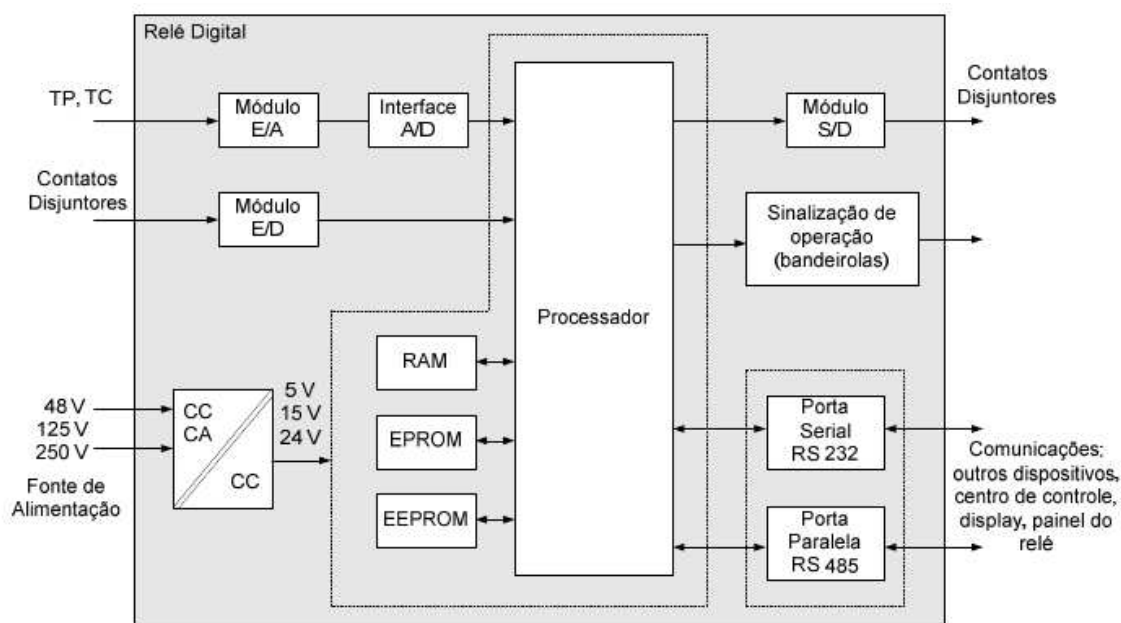 Relé Digital
TP, TC
Módulo
E/A
Interface
A/D
Contatos
Disjuntores
Módulo
E/D
Processador
Módulo
S/D
Contatos
Disjuntores
Sinalização de
operação
(bandeirolas)
RAM
EPROM
EEPROM
48 V
125 V
250 V
Fonte de
Alimentação
CC
CA
CC
5 V
15 V
24 V
Porta
Serial
RS 232
Porta
Paralela
RS 485
Comunicações;
outros dispositivos,
centro de controle,
display, painel do
relé